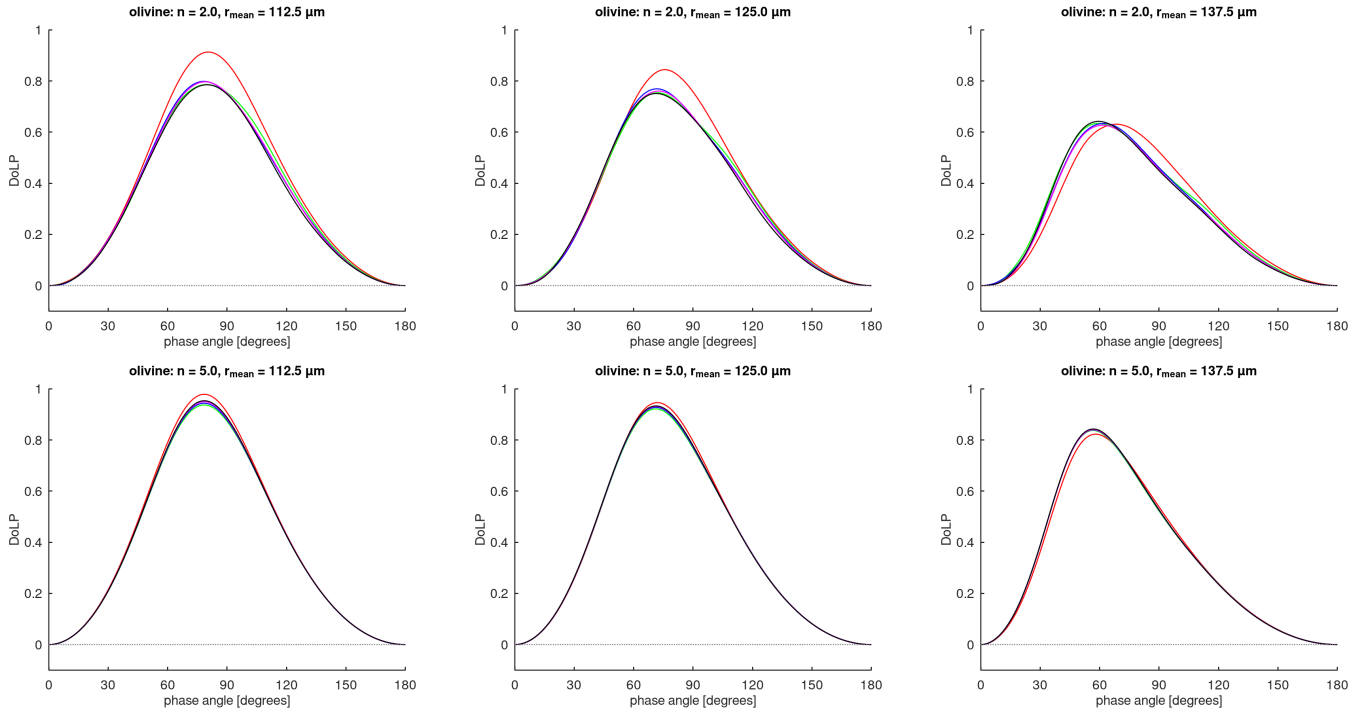 olivine: n = 2.0, rmean = 112.5 µm
1
0.8
0.6
0.4
0.2
0
DoLP
0 30 60 90 120 150 180
phase angle [degrees]
olivine: n = 2.0, rmean = 125.0 µm
1
0.8
0.6
0.4
0.2
0
DoLP
0 30 60 90 120 150 180
phase angle [degrees]
olivine: n = 2.0, rmean = 137.5 µm
1
0.8
0.6
0.4
0.2
0
DoLP
0 30 60 90 120 150 180
phase angle [degrees]
olivine: n = 5.0, rmean = 112.5 µm
1
0.8
0.6
0.4
0.2
0
DoLP
0 30 60 90 120 150 180
phase angle [degrees]
olivine: n = 5.0, rmean = 125.0 µm
1
0.8
0.6
0.4
0.2
0
DoLP
0 30 60 90 120 150 180
phase angle [degrees]
olivine: n = 5.0, rmean = 137.5 µm
1
0.8
0.6
0.4
0.2
0
DoLP
0 30 60 90 120 150 180
phase angle [degrees]